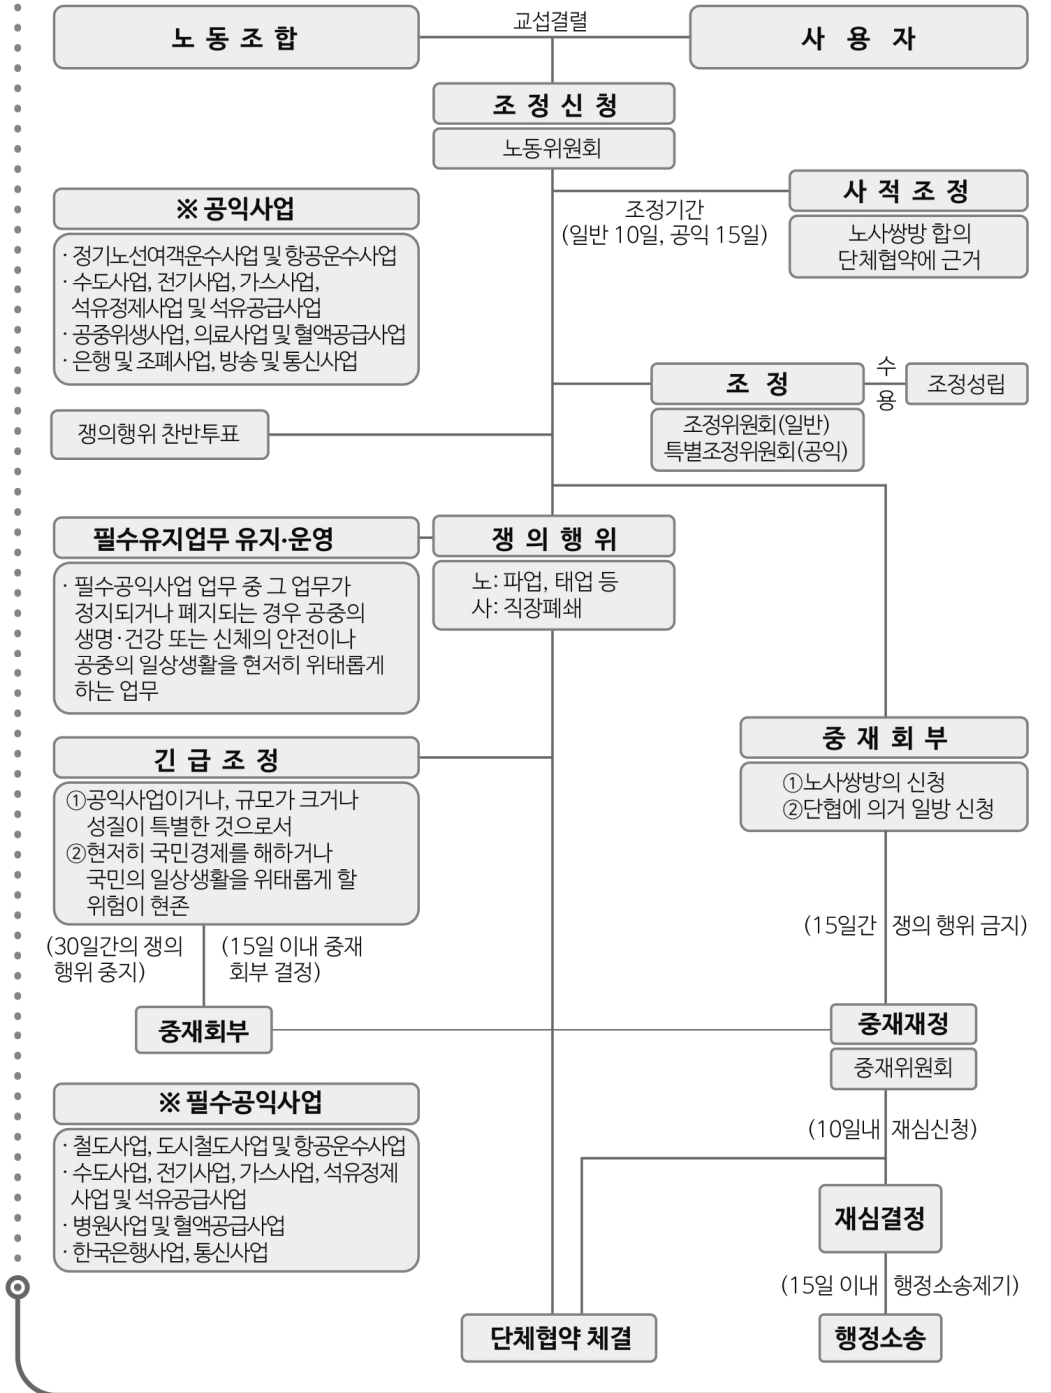 노 동 조 합
교섭결렬
사 용 자
조 정 신 청
노동위원회
사 적 조 정
노사쌍방 합의
단체협약에 근거
조정기간
(일반 10일, 공익 15일)
※ 공익사업
· 정기노선여객운수사업 및 항공운수사업
· 수도사업, 전기사업, 가스사업,
석유정제사업 및 석유공급사업
· 공중위생사업, 의료사업 및 혈액공급사업
· 은행 및 조폐사업, 방송 및 통신사업
조 정
조정위원회(일반)
특별조정위원회(공익)
수
용
조정성립
쟁의행위 찬반투표
필수유지업무 유지·운영
· 필수공익사업 업무 중 그 업무가
정지되거나 폐지되는 경우 공중의
생명·건강 또는 신체의 안전이나
공중의 일상생활을 현저히 위태롭게
하는 업무
쟁 의 행 위
노: 파업, 태업 등
사: 직장폐쇄
긴 급 조 정
①공익사업이거나, 규모가 크거나
성질이 특별한 것으로서
②현저히 국민경제를 해하거나
국민의 일상생활을 위태롭게 할
위험이 현존
중 재 회 부
①노사쌍방의 신청
②단협에 의거 일방 신청
(30일간의 쟁의
행위 중지)
(15일 이내 중재
회부 결정)
(15일간 쟁의 행위 금지)
중재회부
중재재정
중재위원회
※ 필수공익사업
· 철도사업, 도시철도사업 및 항공운수사업
· 수도사업, 전기사업, 가스사업, 석유정제
사업 및 석유공급사업
· 병원사업 및 혈액공급사업
· 한국은행사업, 통신사업
(10일내 재심신청)
재심결정
(15일 이내 행정소송제기)
단체협약 체결
행정소송